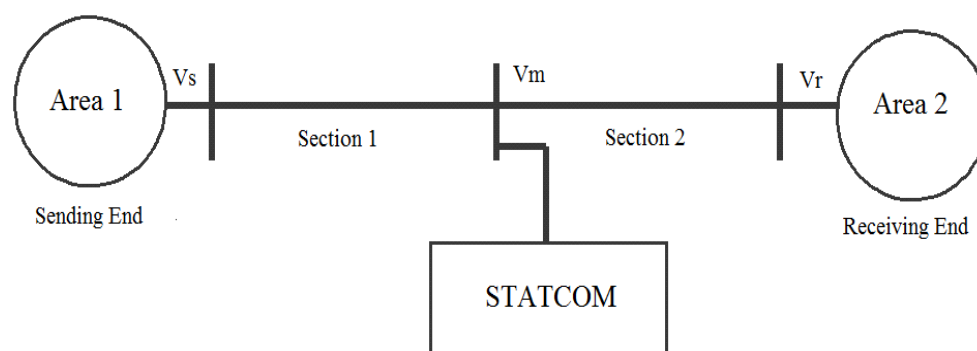 Vs
Vm
Vr
Area 1
Area 2
Section 1
Section 2
Sending End
Receiving End
STATCOM